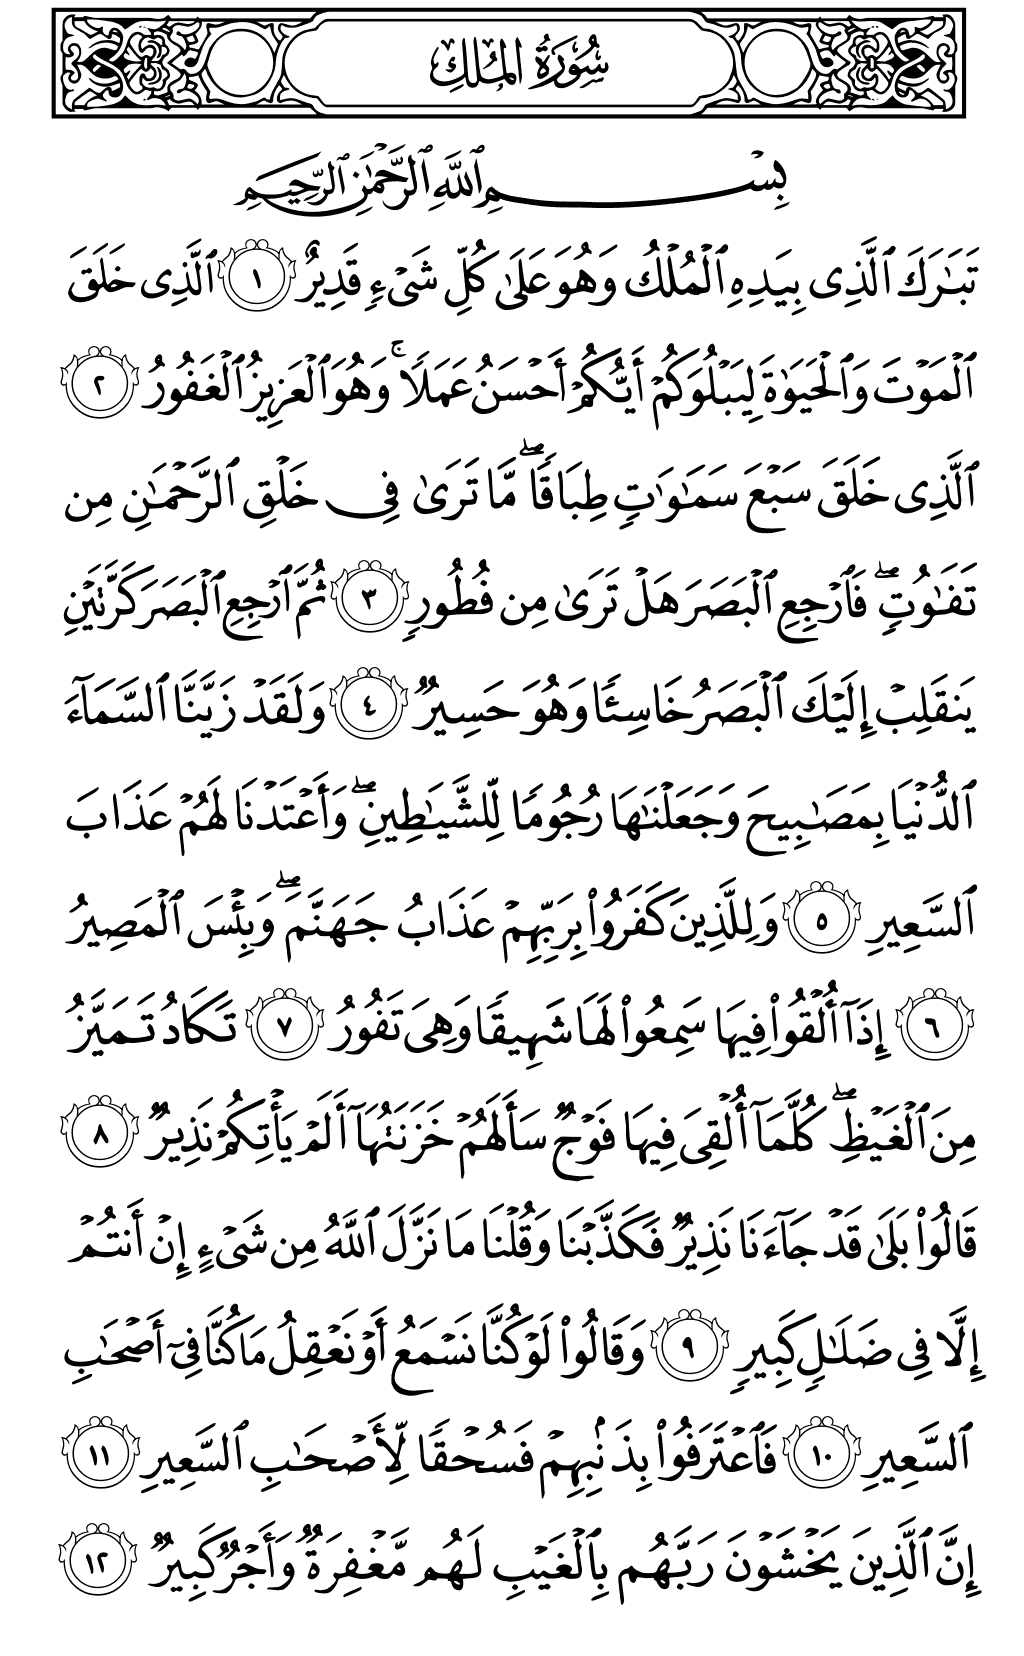 سُورَةُ المُلكِ
بِسۡمِ ٱللَّهِ ٱلرَّحۡمَٰنِ ٱلرَّحِيمِ
تَبَٰرَكَ ٱلَّذِى بِيَدِهِ ٱلۡمُلۡكُ وَهُوَ عَلَىٰ كُلِّ شَىۡءٖ قَدِيرٌ ١ ٱلَّذِى خَلَقَ
ٱلۡمَوۡتَ وَٱلۡحَيَوٰةَ لِيَبۡلُوَكُمۡ أَيُّكُمۡ أَحۡسَنُ عَمَلٗاۚ وَهُوَ ٱلۡعَزِيزُ ٱلۡغَفُورُ ٢
ٱلَّذِى خَلَقَ سَبۡعَ سَمَٰوَٰتٖ طِبَاقٗاۖ مَّا تَرَىٰ فِى خَلۡقِ ٱلرَّحۡمَٰنِ مِن
تَفَٰوُتٖۖ فَٱرۡجِعِ ٱلۡبَصَرَ هَلۡ تَرَىٰ مِن فُطُورٖ ٣ ثُمَّ ٱرۡجِعِ ٱلۡبَصَرَ كَرَّتَيۡنِ
يَنقَلِبۡ إِلَيۡكَ ٱلۡبَصَرُ خَاسِئٗا وَهُوَ حَسِيرٞ ٤ وَلَقَدۡ زَيَّنَّا ٱلسَّمَآءَ
ٱلدُّنۡيَا بِمَصَٰبِيحَ وَجَعَلۡنَٰهَا رُجُومٗا لِّلشَّيَٰطِينِۖ وَأَعۡتَدۡنَا لَهُمۡ عَذَابَ
ٱلسَّعِيرِ ٥ وَلِلَّذِينَ كَفَرُواْ بِرَبِّهِمۡ عَذَابُ جَهَنَّمَۖ وَبِئۡسَ ٱلۡمَصِيرُ
٦ إِذَآ أُلۡقُواْ فِيهَا سَمِعُواْ لَهَا شَهِيقٗا وَهِىَ تَفُورُ ٧ تَكَادُ تَمَيَّزُ
مِنَ ٱلۡغَيۡظِۖ كُلَّمَآ أُلۡقِىَ فِيهَا فَوۡجٞ سَأَلَهُمۡ خَزَنَتُهَآ أَلَمۡ يَأۡتِكُمۡ نَذِيرٞ ٨
قَالُواْ بَلَىٰ قَدۡ جَآءَنَا نَذِيرٞ فَكَذَّبۡنَا وَقُلۡنَا مَا نَزَّلَ ٱللَّهُ مِن شَىۡءٍ إِنۡ أَنتُمۡ
إِلَّا فِى ضَلَٰلٖ كَبِيرٖ ٩ وَقَالُواْ لَوۡ كُنَّا نَسۡمَعُ أَوۡ نَعۡقِلُ مَا كُنَّا فِىٓ أَصۡحَٰبِ
ٱلسَّعِيرِ ١٠ فَٱعۡتَرَفُواْ بِذَنۢبِهِمۡ فَسُحۡقٗا لِّأَصۡحَٰبِ ٱلسَّعِيرِ ١١
إِنَّ ٱلَّذِينَ يَخۡشَوۡنَ رَبَّهُم بِٱلۡغَيۡبِ لَهُم مَّغۡفِرَةٞ وَأَجۡرٞ كَبِيرٞ ١٢